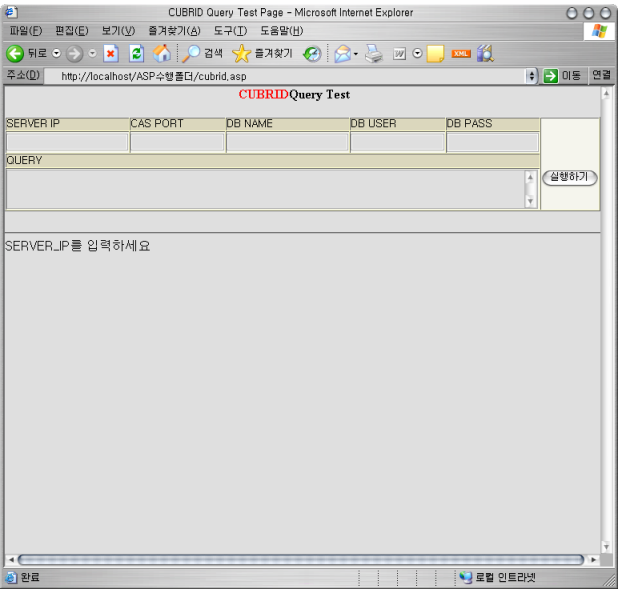 CUBRID Query Test Page - Microsoft Internet Explorer
파일(F) 편집(E) 보기(V) 즐겨찾기(A) 도구(T) 도움말(H)
뒤로 검색 즐겨찾기 W XML
주소(D) http://localhost/ASP수행폴더/cubrid.asp 이동 연결
CUBRIDQuery Test
SERVER IP CAS PORT DB NAME DB USER DB PASS
QUERY
실행하기
SERVER_IP를 입력하세요
완료 로컬 인트라넷